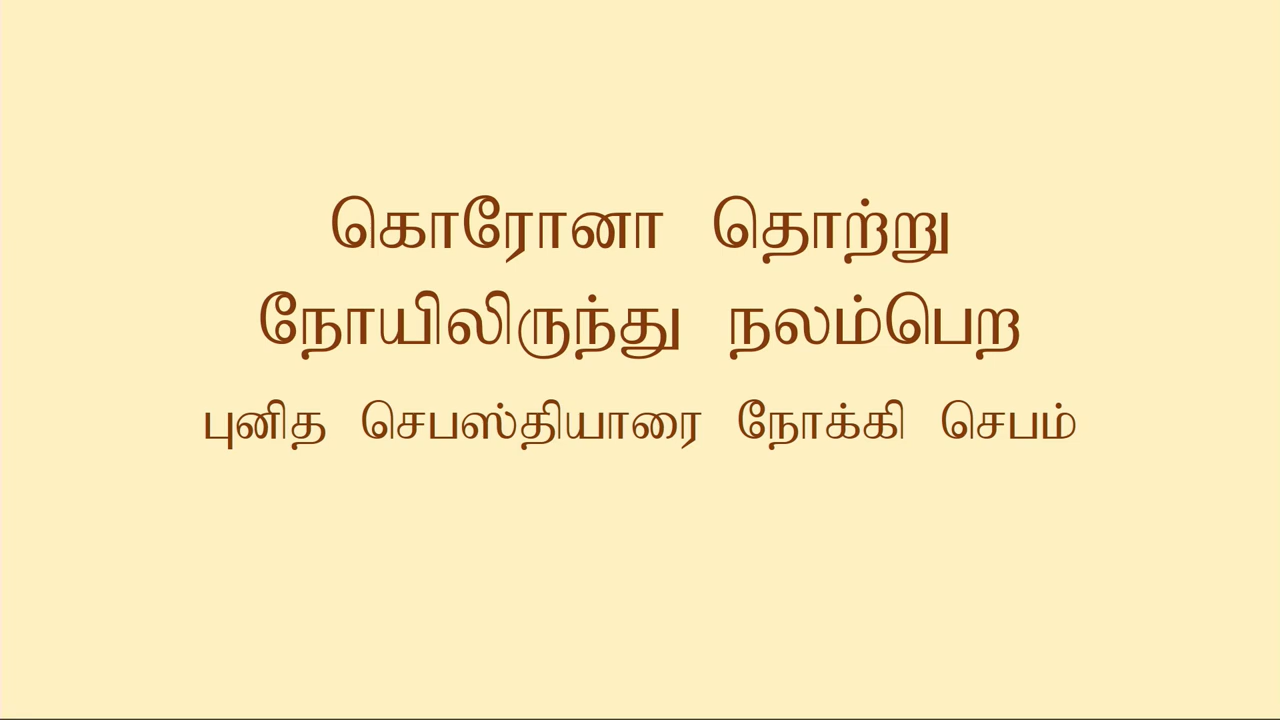 கொரோனா தொற்று
நோயிலிருந்து நலம்பெற
புனித செபஸ்தியாரை நோக்கி செபம்